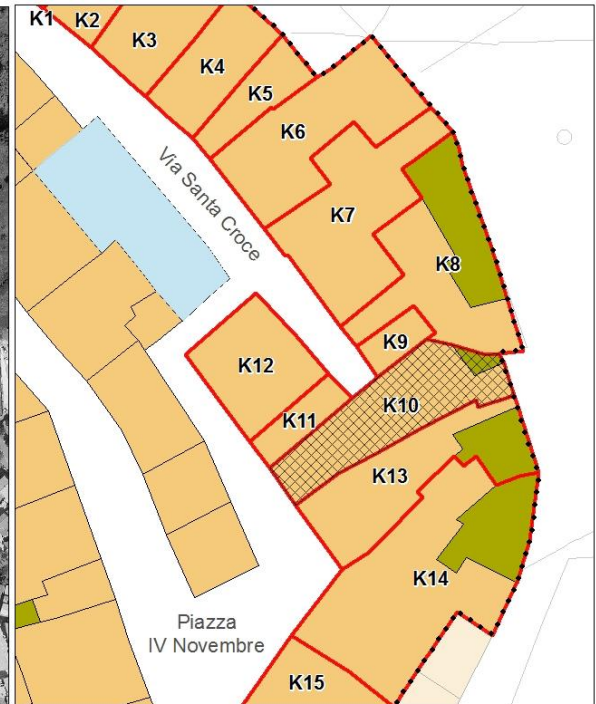 K1
K2
K3
K4
K5
K6
Via Santa Croce
K7
K8
K9
K12
K10
K11
K13
K14
Piazza
IV Novembre
K15